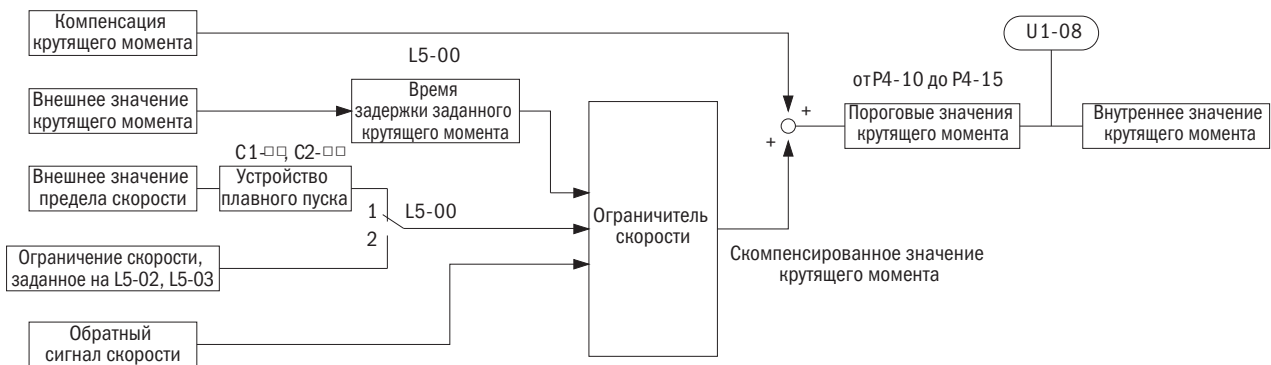 Компенсация
крутящего момента
U1-08
L5-00
от P4-10 до P4-15
Внешнее значение
крутящего момента
Время
задержки заданного
крутящего момента
+
+
Пороговые значения
крутящего момента
Внутреннее значение
крутящего момента
C1-□□, C2-□□
Внешнее значение
предела скорости
Устройство
плавного пуска
1
L5-00
2
Ограничитель
скорости
Ограничение скорости,
заданное на L5-02, L5-03
Скомпенсированное значение
крутящего момента
Обратный
сигнал скорости